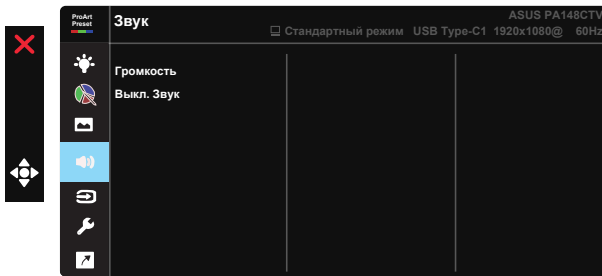 ProArt
Preset
Звук
ASUS PA148CTV
Стандартный режим USB Type-C1 1920x1080@ 60Hz
Громкость
Выкл. Звук